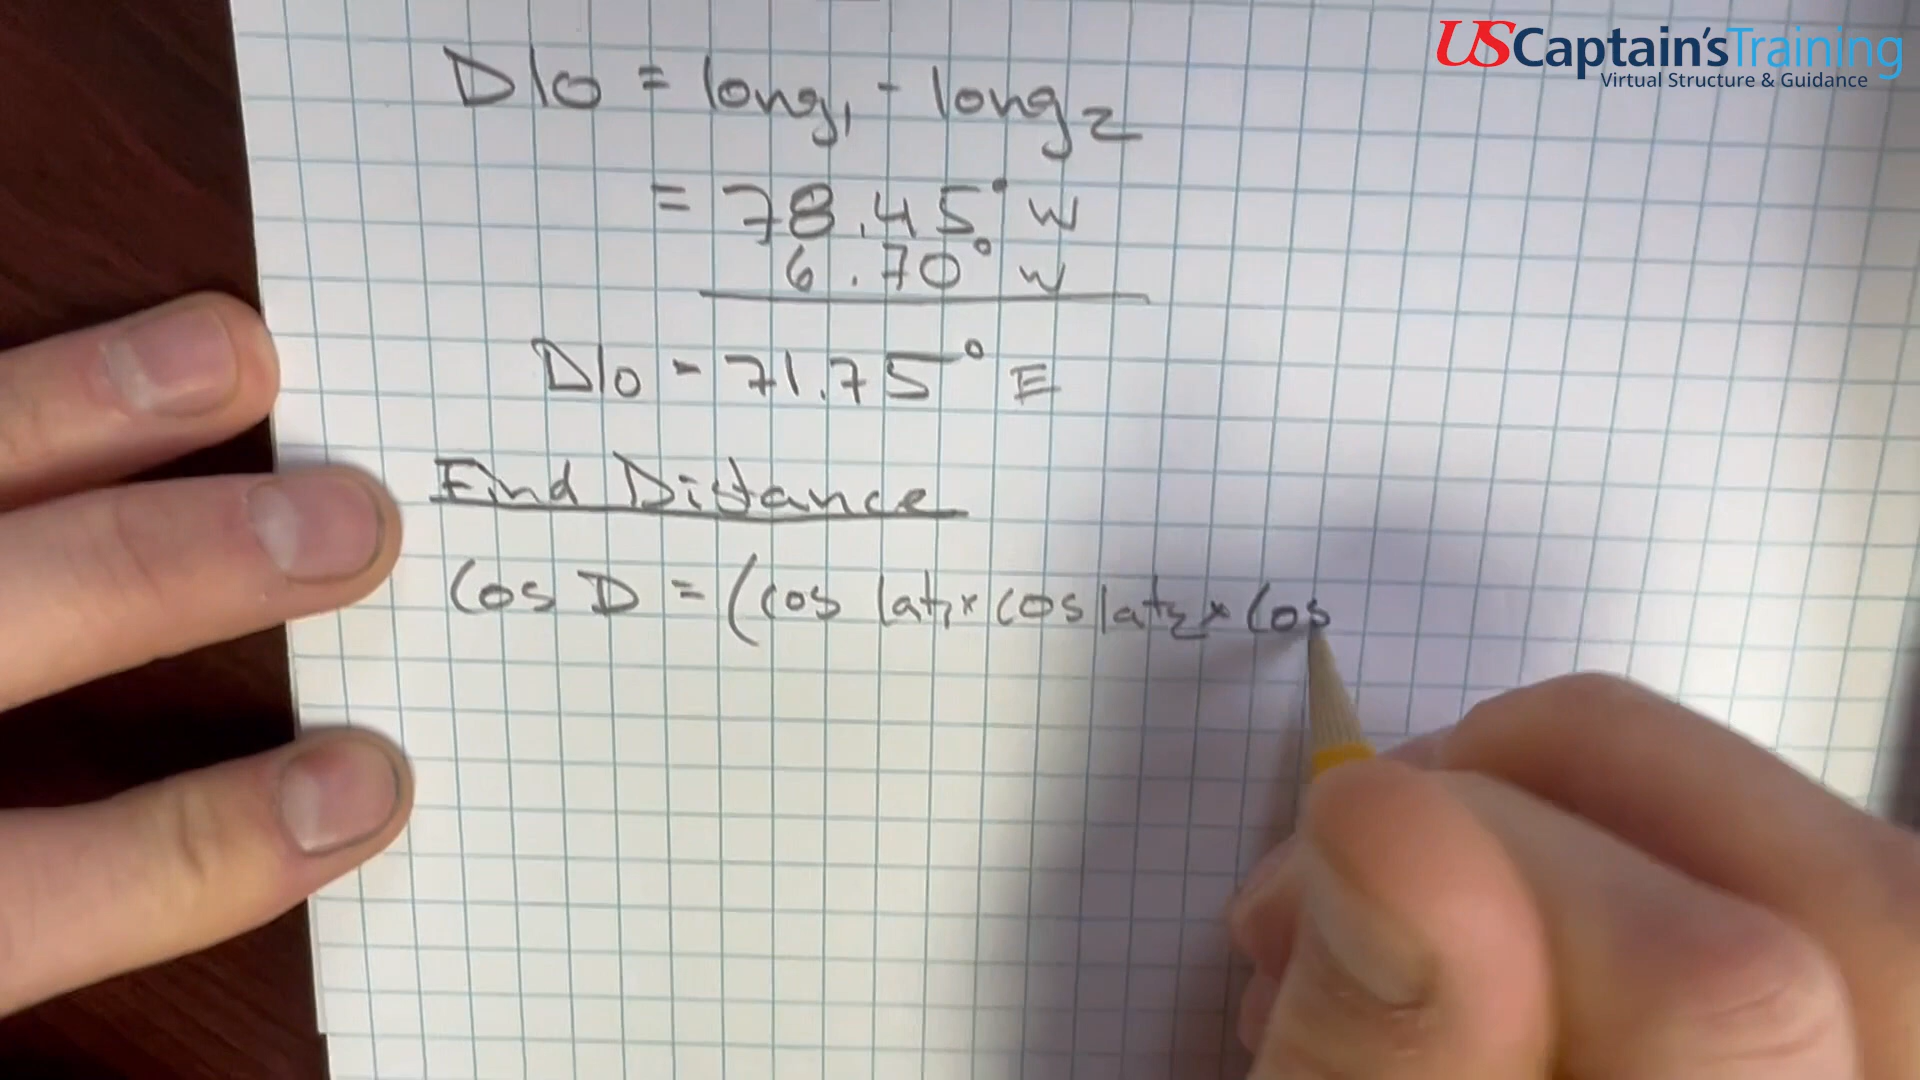 USCaptain'sTraining
Virtual Structure & Guidance
Dlo = long₁ - long₂
= 78.45° W
6.70° W
Dlo - 71.75° E
Find Distance
Cos D = (cos lat₁ x cos lat₂ x Cos